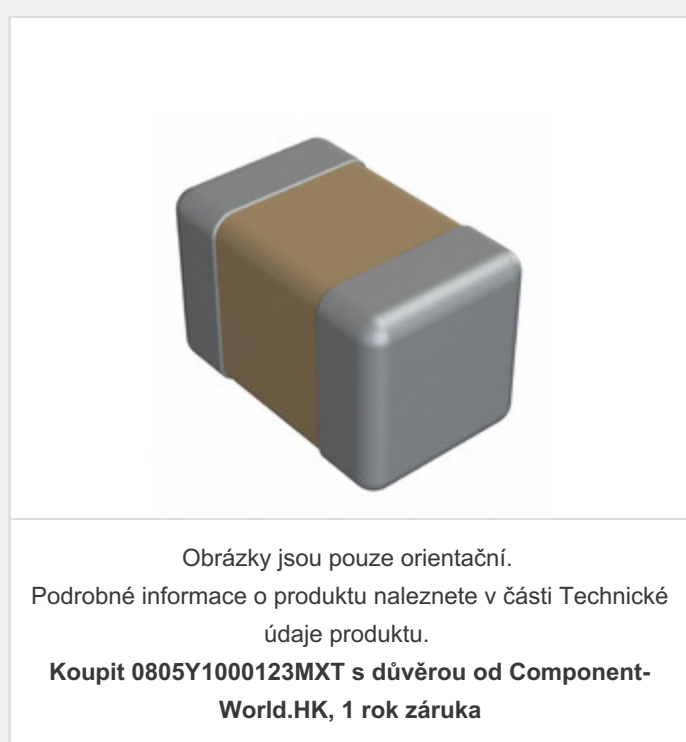 Obrázky jsou pouze orientační.
Podrobné informace o produktu naleznete v části Technické
údaje produktu.
Koupit 0805Y1000123MXT s důvěrou od Component-
World.HK, 1 rok záruka